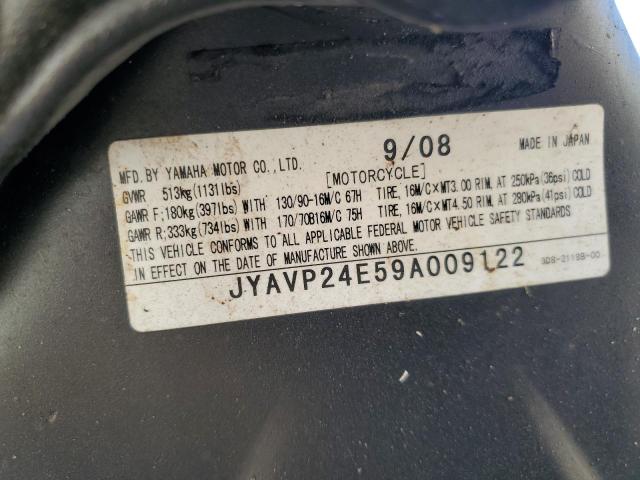 MFD. BY YAMAHA MOTOR CO., LTD. 9/08 MADE IN JAPAN
GVWR 513kg(1131lbs) [MOTORCYCLE]
GAWR F:180kg(397lbs) WITH 130/90-16M/C 67H TIRE, 16M/C×MT3.00 RIM, AT 250kPa(36psi) COLD
GAWR R:333kg(734lbs) WITH 170/70B16M/C 75H TIRE, 16M/C×MT4.50 RIM, AT 280kPa(41psi) COLD
THIS VEHICLE CONFORMS TO ALL APPLICABLE FEDERAL MOTOR VEHICLE SAFETY STANDARDS
IN EFFECT ON THE DATE OF MANUFACTURE SHOWN ABOVE.
JYAVP24E59A009122 3D8-2119B-00